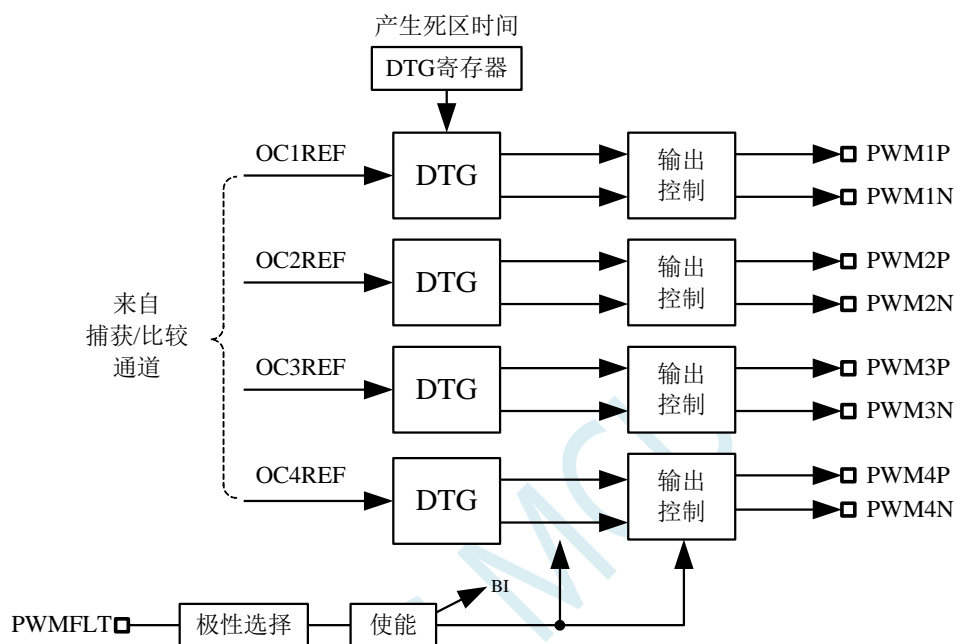 产生死区时间
DTG寄存器
OC1REF
DTG
输出
控制
PWM1P
PWM1N
OC2REF
DTG
输出
控制
PWM2P
PWM2N
来自
捕获/比较
通道
OC3REF
DTG
输出
控制
PWM3P
PWM3N
OC4REF
DTG
输出
控制
PWM4P
PWM4N
BI
PWMFLT
极性选择
使能
MCU